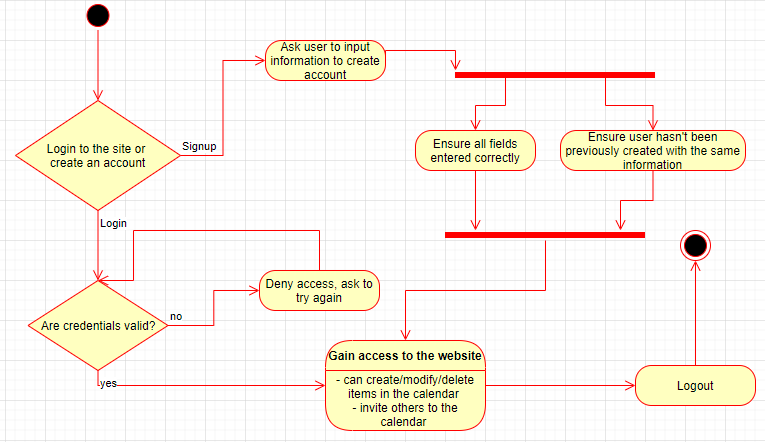 Ask user to input
information to create
account
Login to the site or
create an account
Signup
Ensure all fields
entered correctly
Ensure user hasn't been
previously created with the same
information
Login
Deny access, ask to
try again
Are credentials valid?
no
yes
Gain access to the website
- can create/modify/delete
items in the calendar
- invite others to the
calendar
Logout